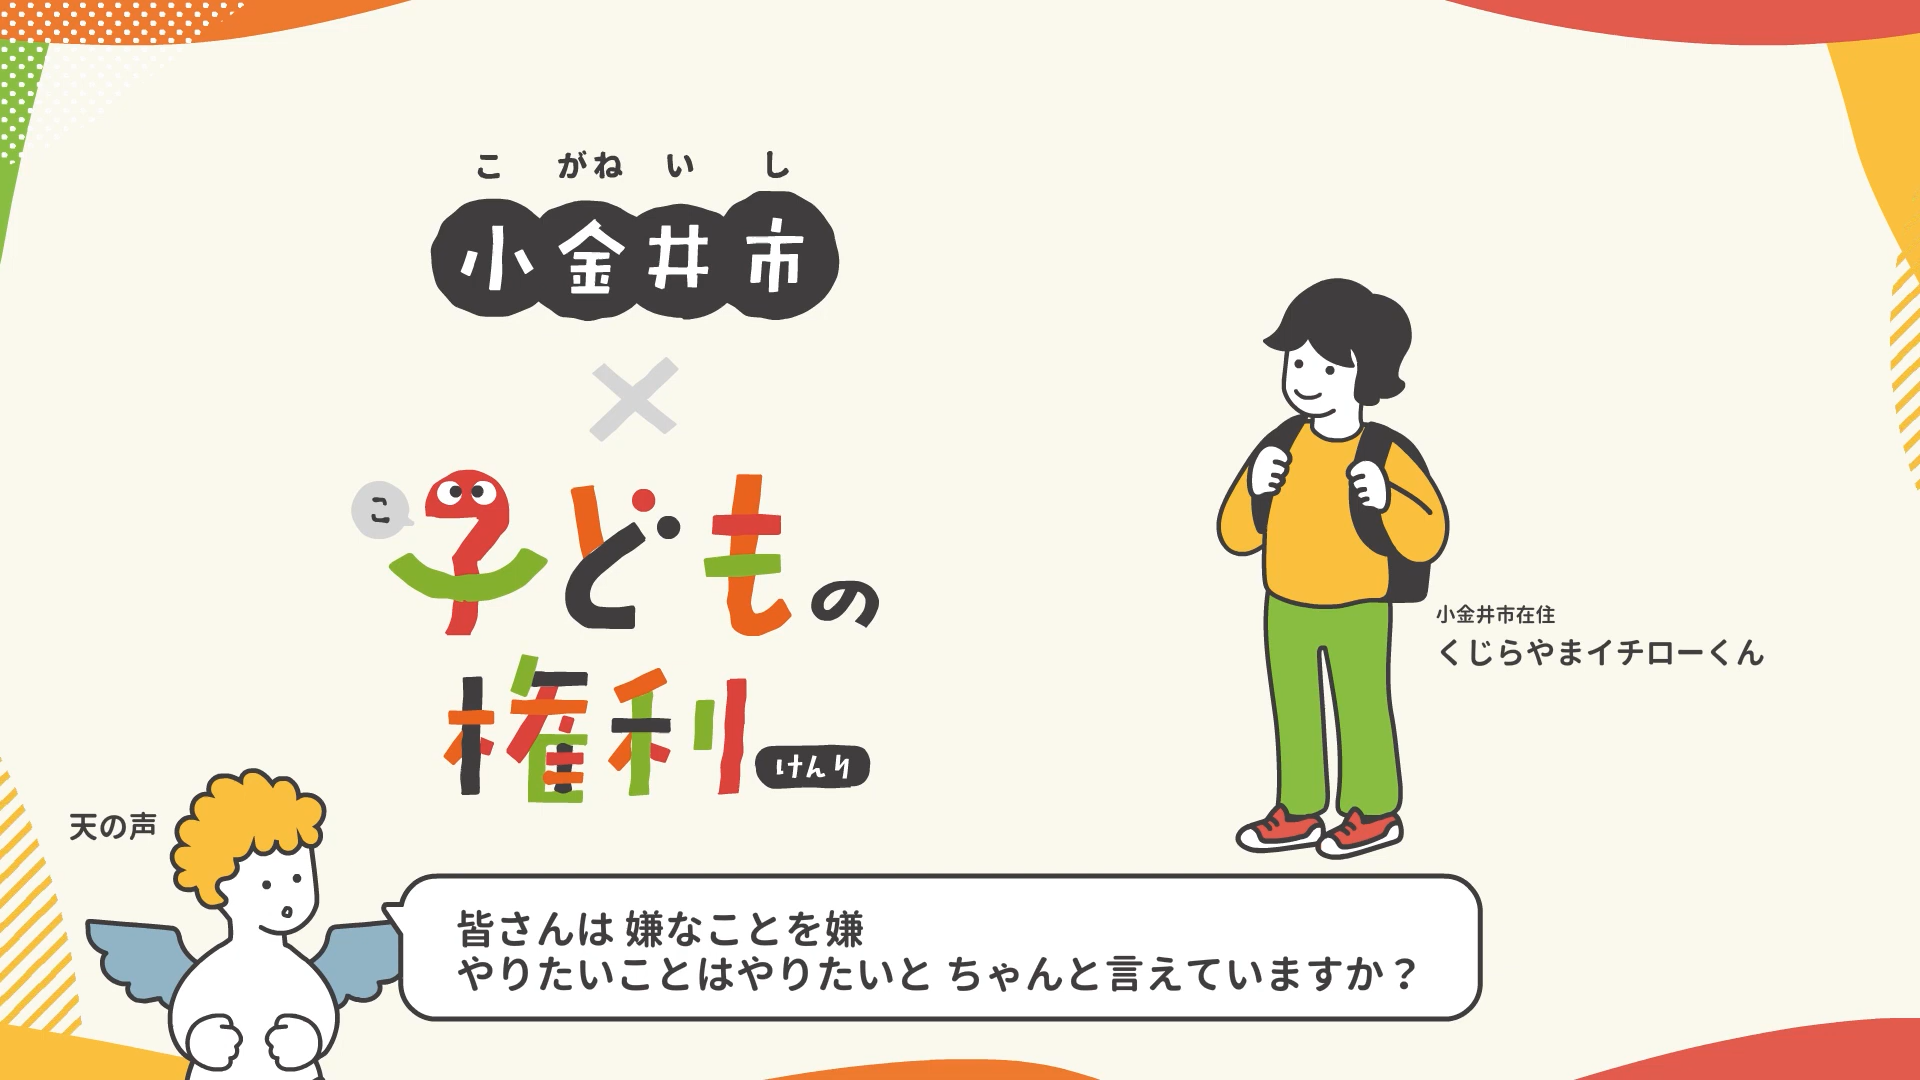 こ がね い し
小金井市
×
こ
子どもの
権利
けんり
小金井市在住
くじらやまイチローくん
天の声
皆さんは 嫌なことを嫌
やりたいことはやりたいと ちゃんと言えていますか？